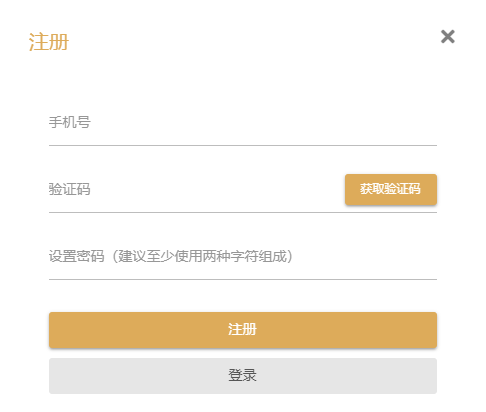 注册
手机号
验证码
获取验证码
设置密码（建议至少使用两种字符组成）
注册
登录